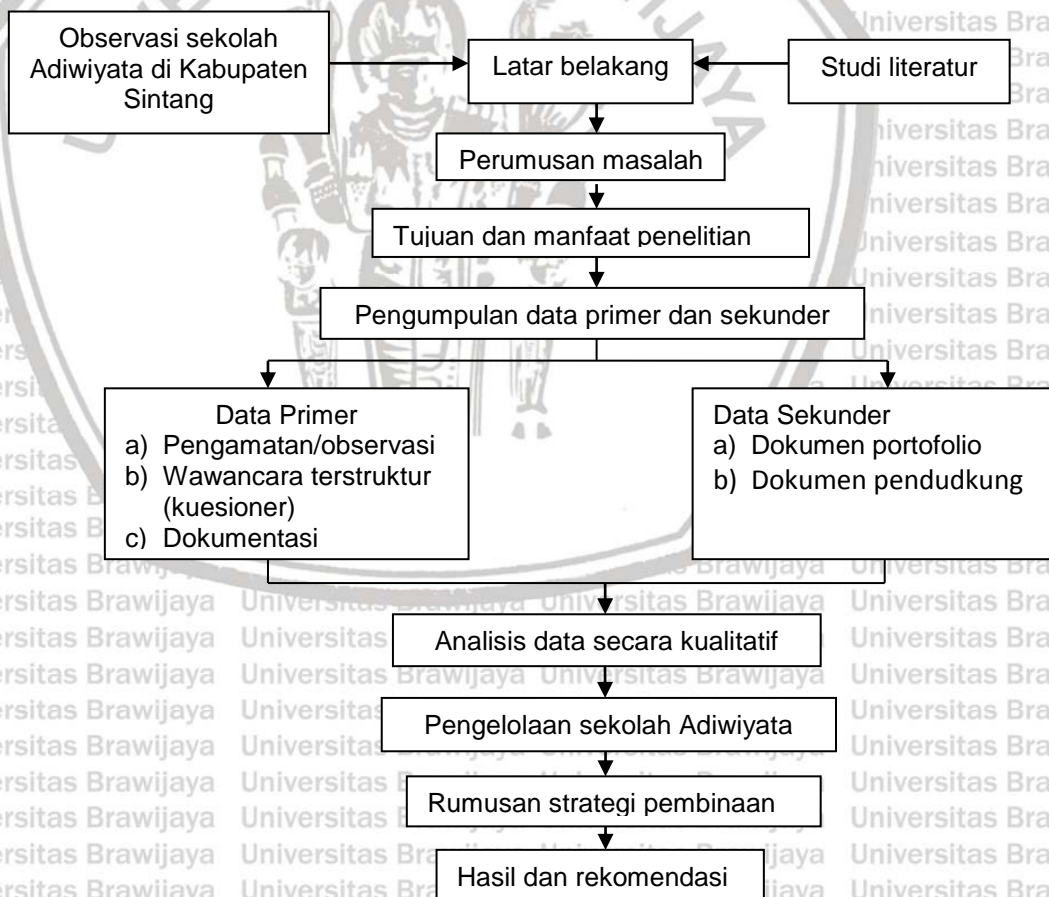 Observasi sekolah
Adiwiyata di Kabupaten
Sintang
Latar belakang
Studi literatur
Perumusan masalah
Tujuan dan manfaat penelitian
Pengumpulan data primer dan sekunder
Data Primer
a) Pengamatan/observasi
b) Wawancara terstruktur
(kuesioner)
c) Dokumentasi
Data Sekunder
a) Dokumen portofolio
b) Dokumen pendudkung
Analisis data secara kualitatif
Pengelolaan sekolah Adiwiyata
Rumusan strategi pembinaan
Hasil dan rekomendasi